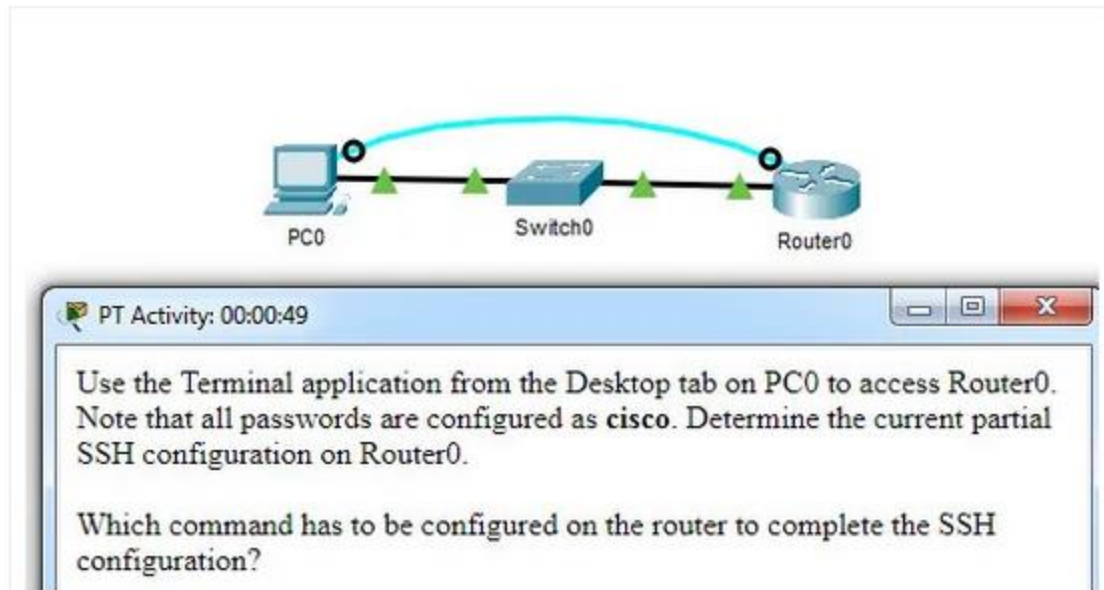 PC0
Switch0
Router0
PT Activity: 00:00:49
Use the Terminal application from the Desktop tab on PC0 to access Router0.
Note that all passwords are configured as cisco. Determine the current partial
SSH configuration on Router0.
Which command has to be configured on the router to complete the SSH
configuration?